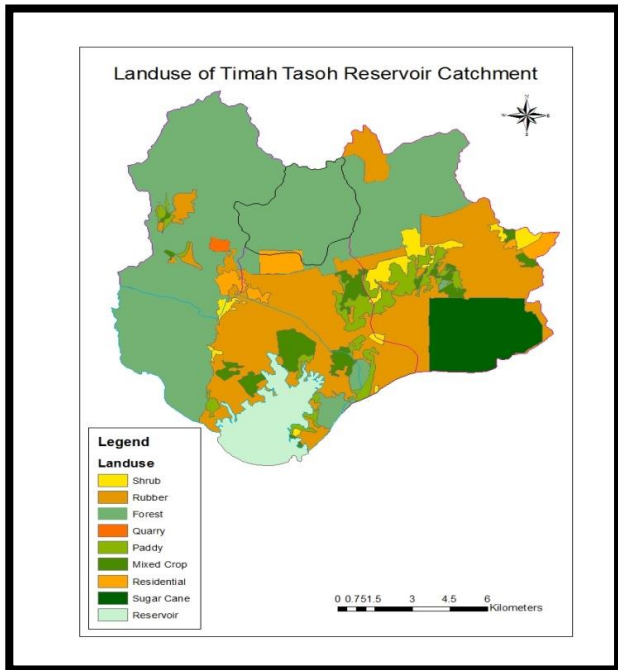 Landuse of Timah Tasoh Reservoir Catchment
N
W
E
S
Legend
Landuse
Shrub
Rubber
Forest
Quarry
Paddy
Mixed Crop
Residential
Sugar Cane
Reservoir
0 0.751.5 3 4.5 6
Kilometers